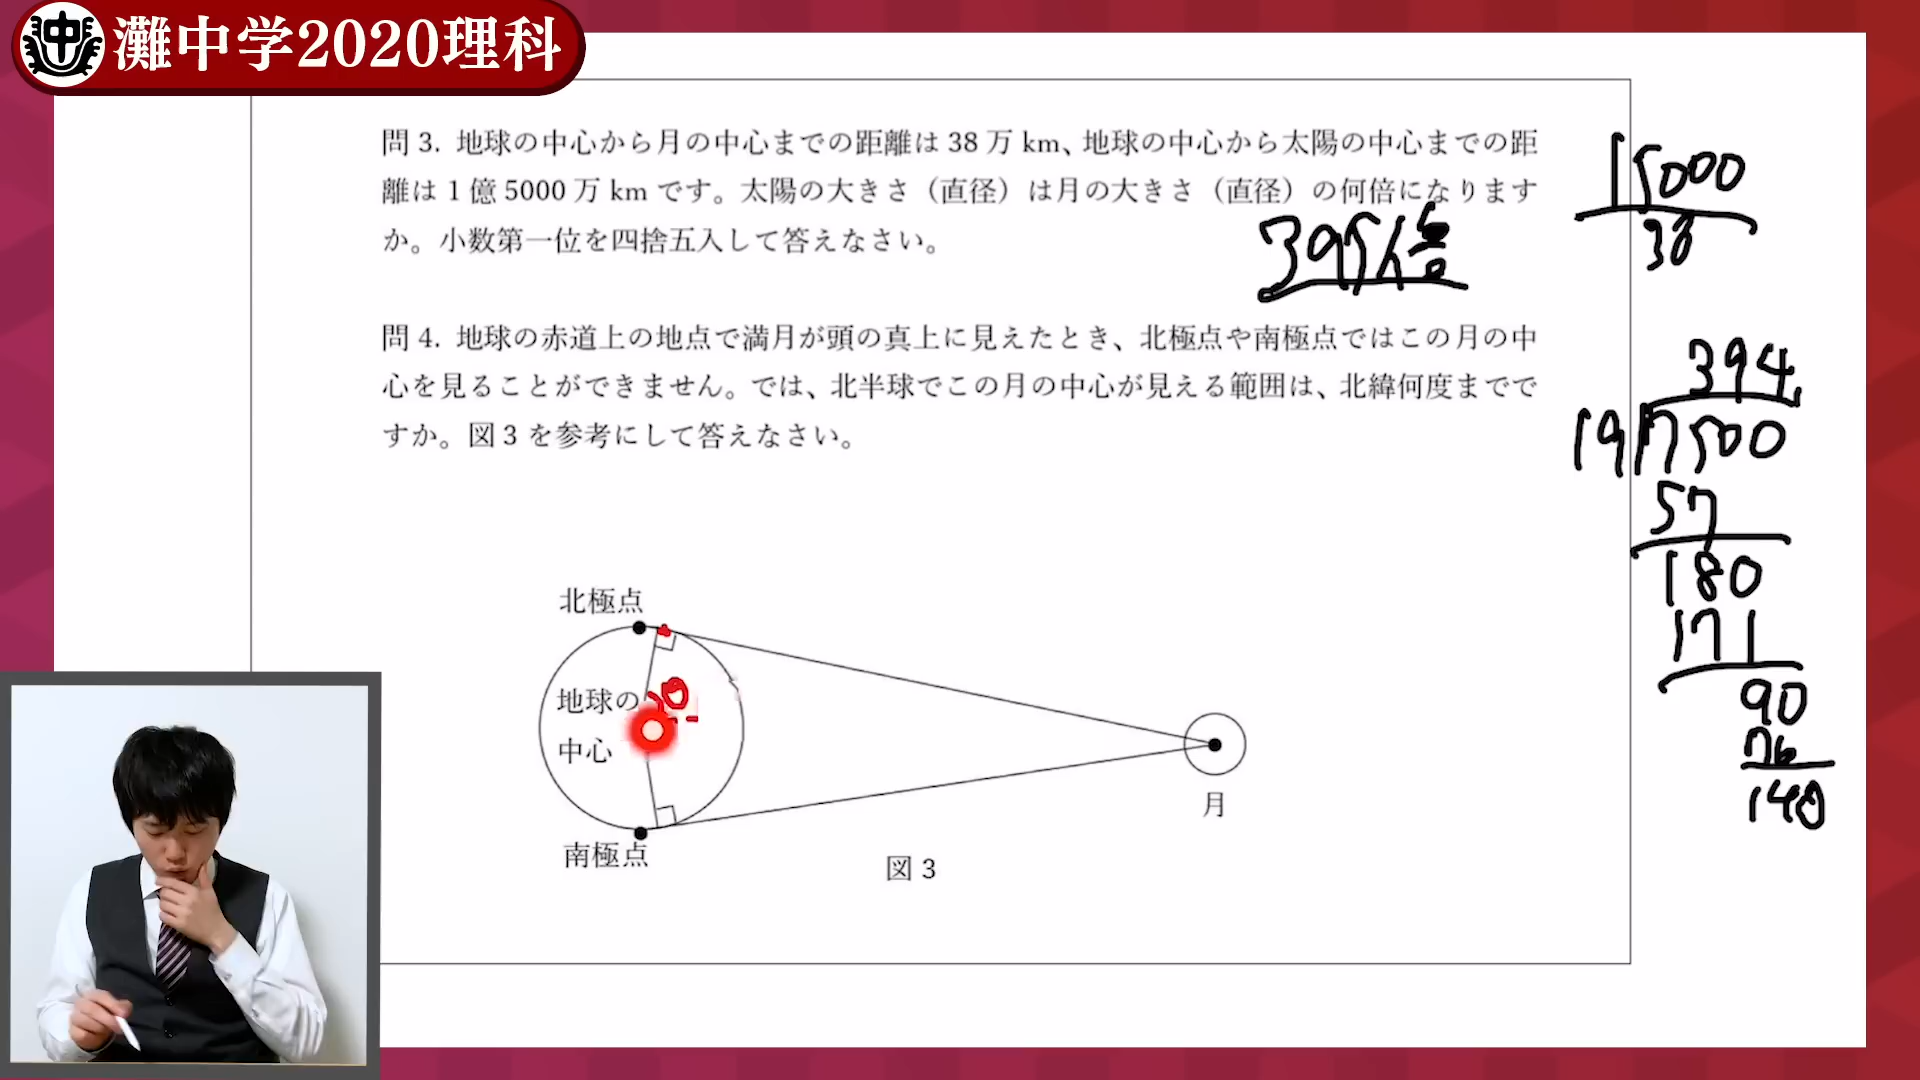 中
灘中学2020理科
問 3. 地球の中心から月の中心までの距離は 38 万 km、地球の中心から太陽の中心までの距
離は 1 億 5000 万 km です。太陽の大きさ（直径）は月の大きさ（直径）の何倍になります
か。小数第一位を四捨五入して答えなさい。
395倍
15000
38
問 4. 地球の赤道上の地点で満月が頭の真上に見えたとき、北極点や南極点ではこの月の中
心を見ることができません。では、北半球でこの月の中心が見える範囲は、北緯何度までで
すか。図 3 を参考にして答えなさい。
394
19 7500
57
180
171
90
76
140
北極点
地球の
中心
南極点
月
図 3